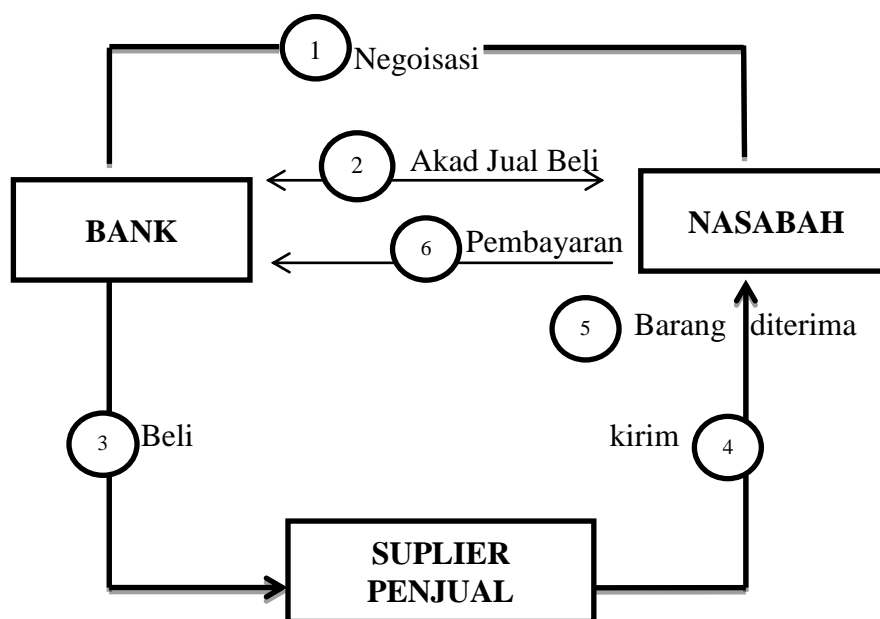 1 Negoisasi
2 Akad Jual Beli
BANK
NASABAH
6 Pembayaran
5 Barang diterima
3 Beli
kirim 4
SUPLIER
PENJUAL